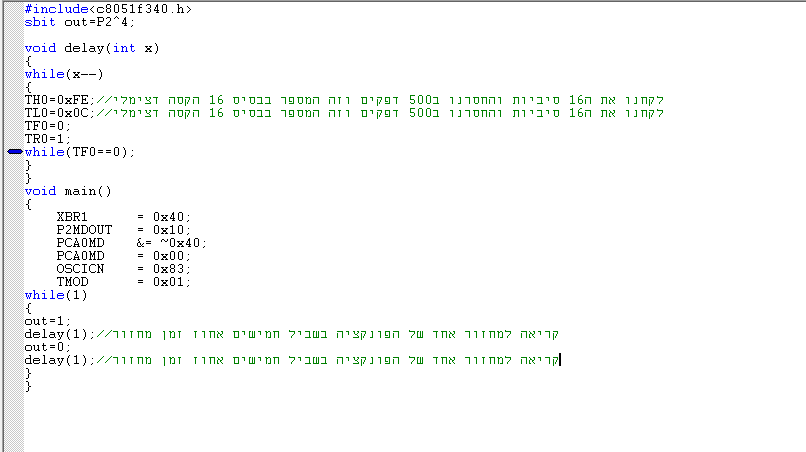 #include<c8051f340.h>
sbit out=P2^4;
void delay(int x)
{
while(x--)
{
TH0=0xFE;//לקחנו את ה16 סיביות והחסרנו ב500 דפקים וזה המספר בבסיס 16 הקסה דצימלי
TL0=0x0C;//לקחנו את ה16 סיביות והחסרנו ב500 דפקים וזה המספר בבסיס 16 הקסה דצימלי
TF0=0;
TR0=1;
while(TF0==0);
}
}
void main()
{
XBR1 = 0x40;
P2MDOUT = 0x10;
PCA0MD &= ~0x40;
PCA0MD = 0x00;
OSCICN = 0x83;
TMOD = 0x01;
while(1)
{
out=1;
delay(1);//קריאה למחזור אחד של הפונקציה בשביל חמישים אחוז זמן מחזור
out=0;
delay(1);//קריאה למחזור אחד של הפונקציה בשביל חמישים אחוז זמן מחזור
}
}